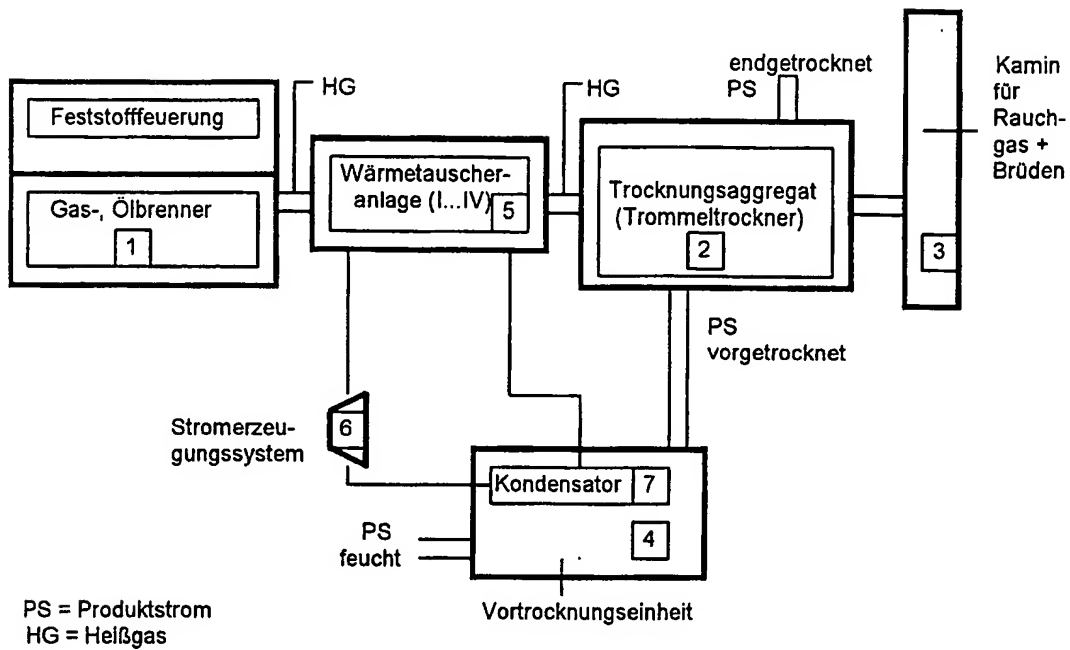 Feststofffeuerung
Gas-, Ölbrenner
1
HG
Wärmetauscher-
anlage (I...IV)
5
HG
endgetrocknet
PS
Trocknungsaggregat
(Trommeltrockner)
2
3
Kamin
für
Rauch-
gas +
Brüden
PS
vorgetrocknet
Stromerzeu-
gungssystem
6
Kondensator
7
4
PS
feucht
Vortrocknungseinheit
PS = Produktstrom
HG = Heißgas